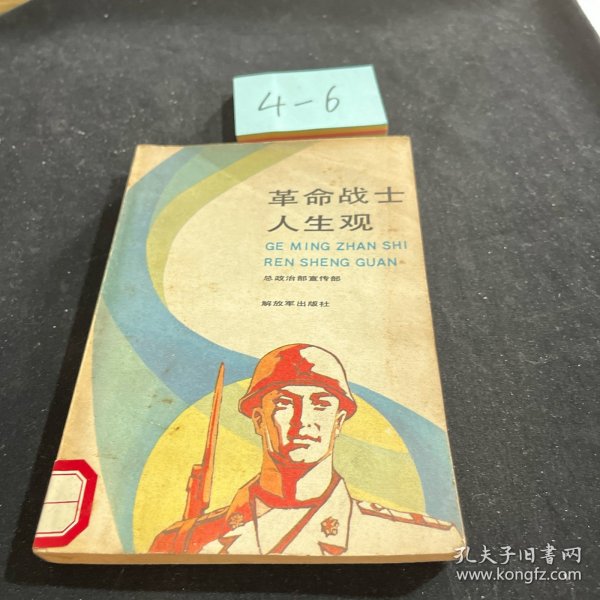 4-6
革命战士
人生观
GE MING ZHAN SHI
REN SHENG GUAN
总政治部宣传部
解放军出版社
孔夫子旧书网
www.kongfz.com